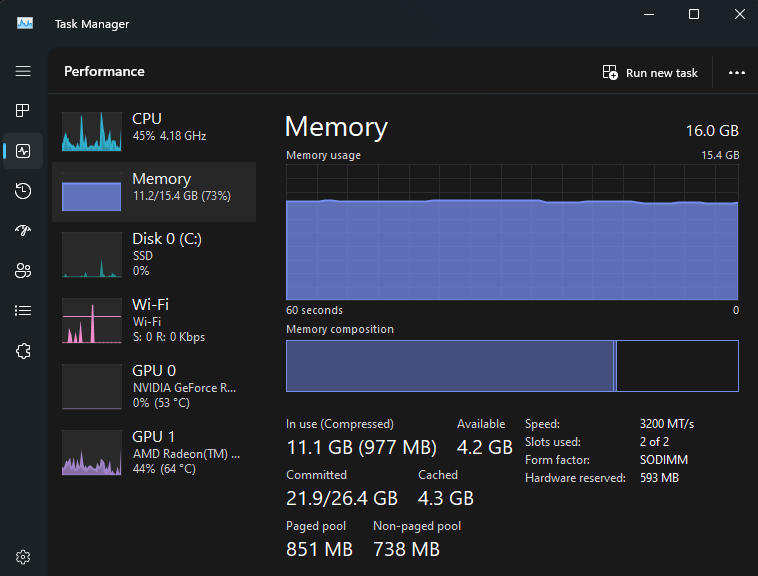 Task Manager
Performance
Run new task
CPU
45% 4.18 GHz
Memory
11.2/15.4 GB (73%)
Disk 0 (C:)
SSD
0%
Wi-Fi
Wi-Fi
S: 0 R: 0 Kbps
GPU 0
NVIDIA GeForce R...
0% (53 °C)
GPU 1
AMD Radeon(TM) ...
44% (64 °C)
Memory
16.0 GB
Memory usage
15.4 GB
60 seconds
0
Memory composition
In use (Compressed)
11.1 GB (977 MB)
Available
4.2 GB
Committed
21.9/26.4 GB
Cached
4.3 GB
Paged pool
851 MB
Non-paged pool
738 MB
Speed: 3200 MT/s
Slots used: 2 of 2
Form factor: SODIMM
Hardware reserved: 593 MB